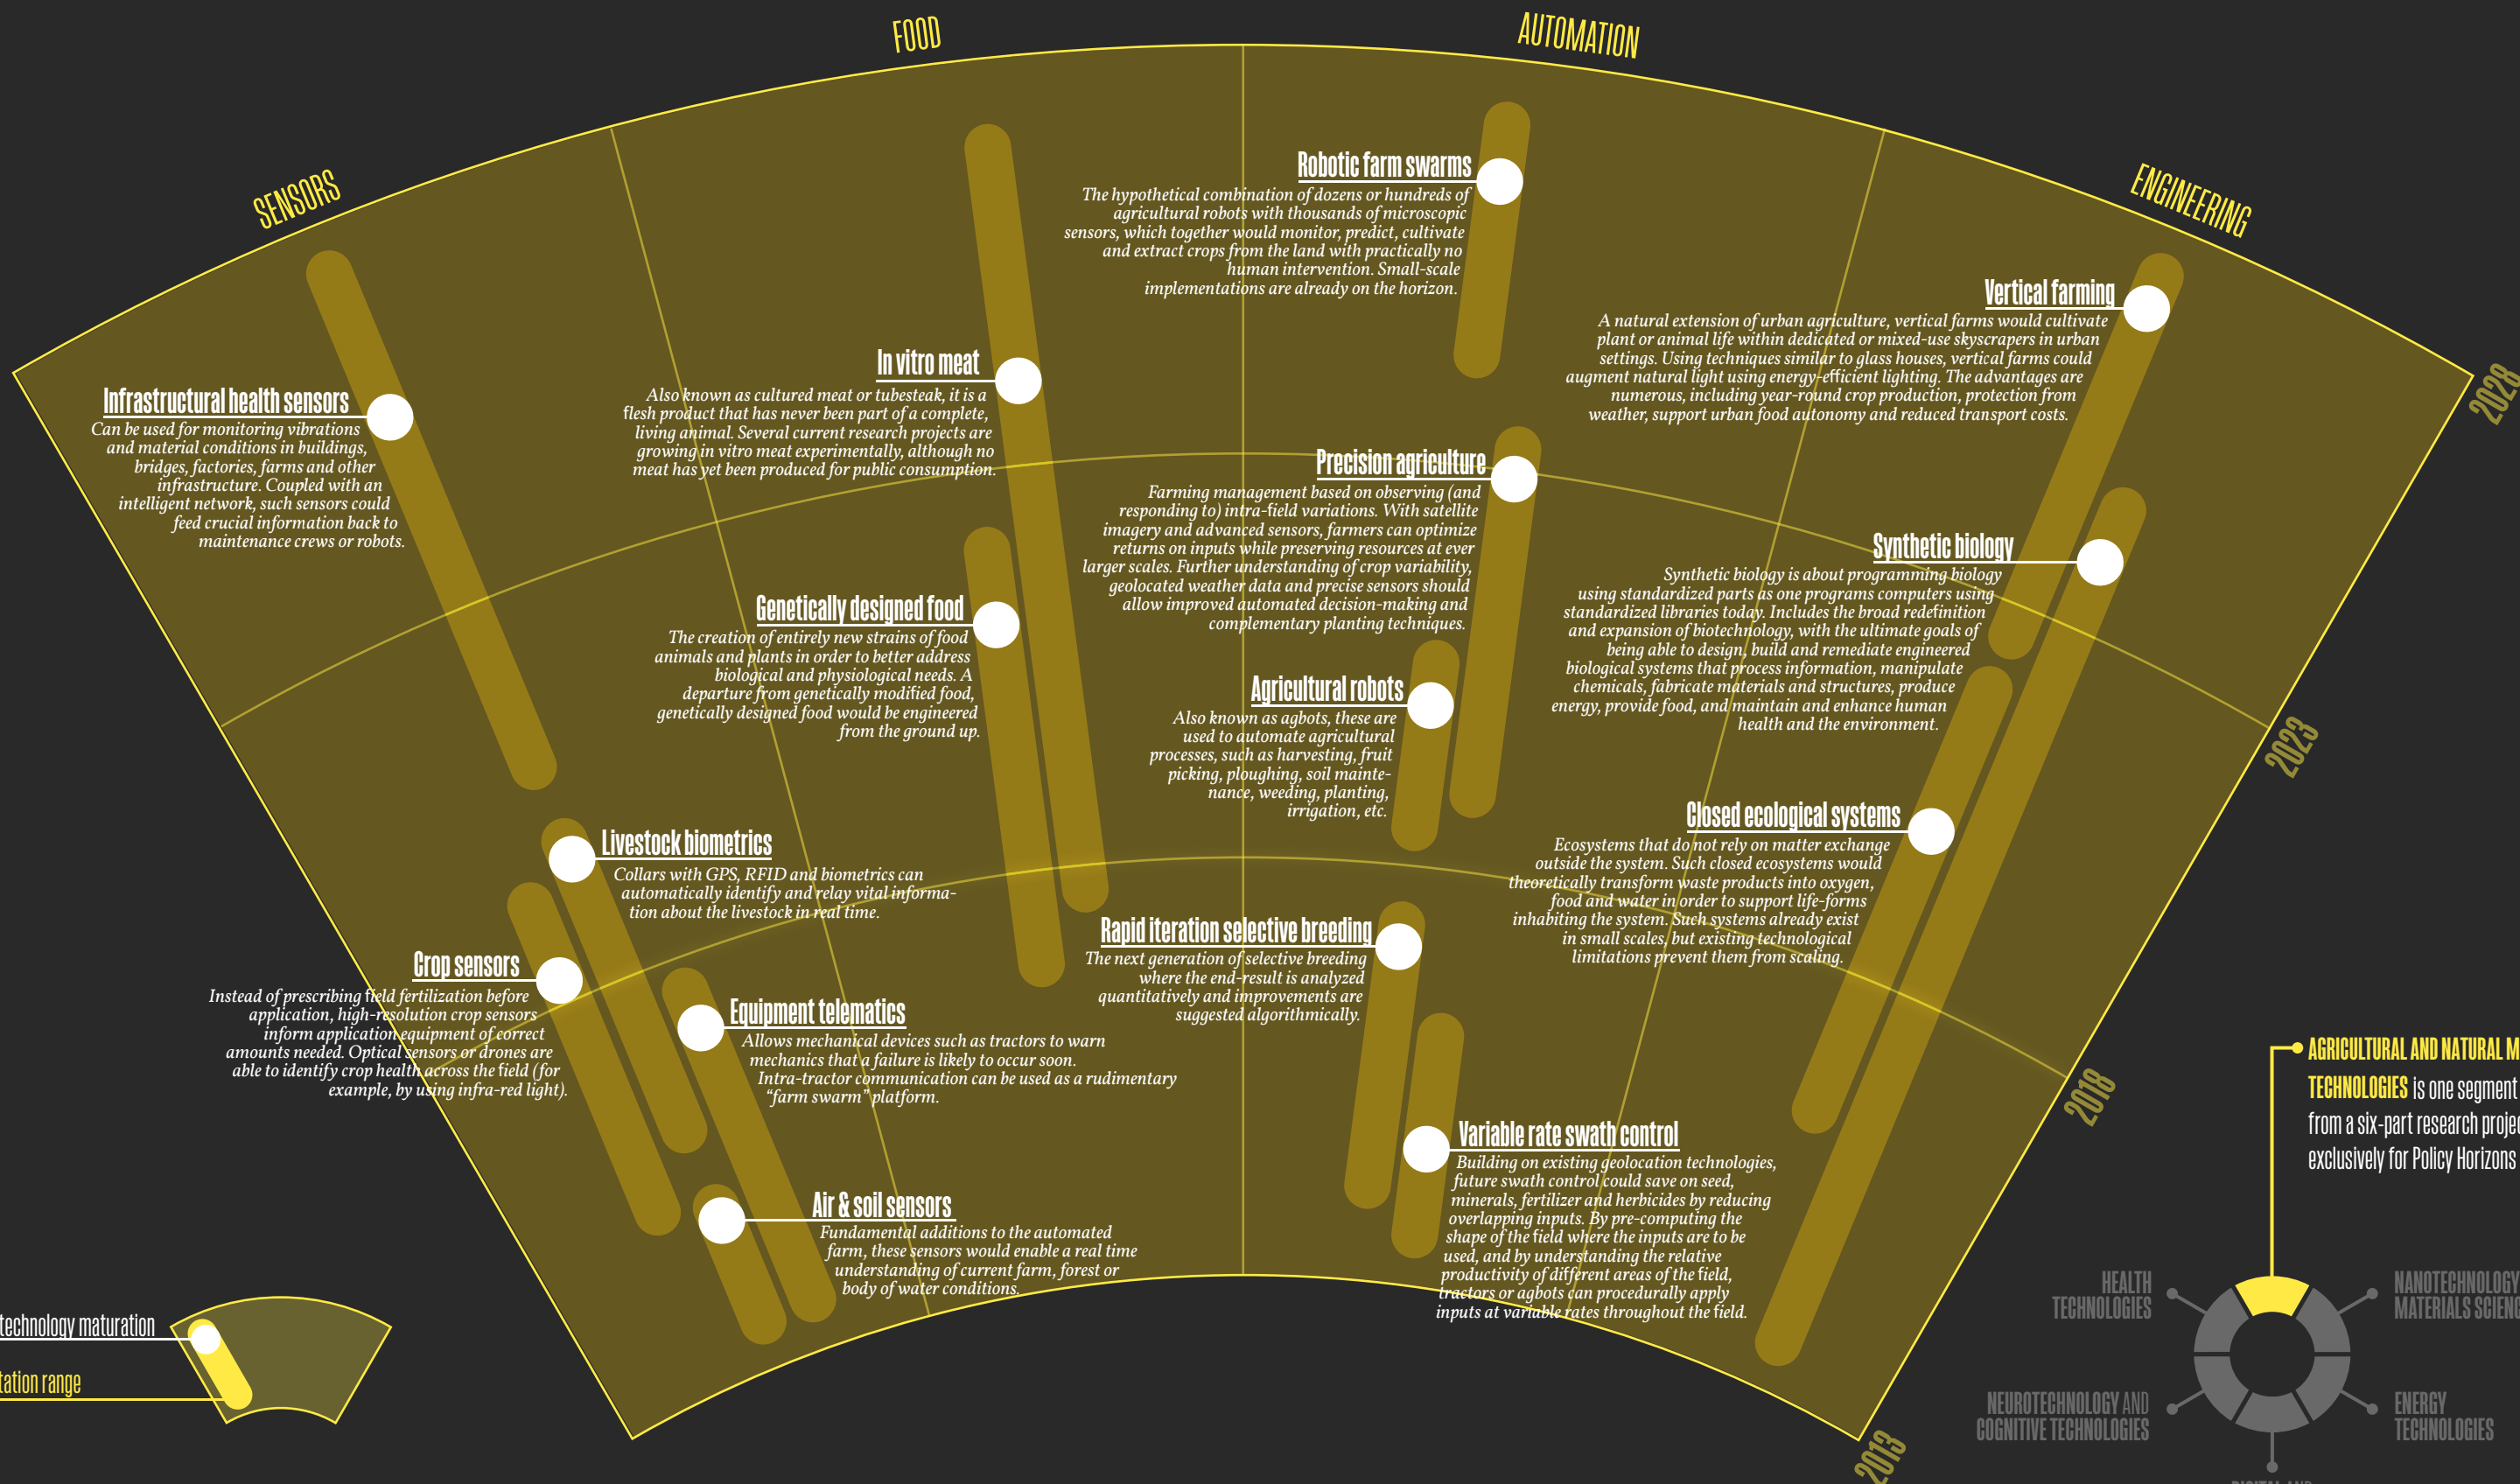 SENSORS
FOOD
AUTOMATION
ENGINEERING
Infrastructural health sensors
Can be used for monitoring vibrations
and material conditions in buildings,
bridges, factories, farms and other
infrastructure. Coupled with an
intelligent network, such sensors could
feed crucial information back to
maintenance crews or robots.
Livestock biometrics
Collars with GPS, RFID and biometrics can
automatically identify and relay vital informa-
tion about the livestock in real time.
Crop sensors
Instead of prescribing field fertilization before
application, high-resolution crop sensors
inform application equipment of correct
amounts needed. Optical sensors or drones are
able to identify crop health across the field (for
example, by using infra-red light).
Equipment telematics
Allows mechanical devices such as tractors to warn
mechanics that a failure is likely to occur soon.
Intra-tractor communication can be used as a rudimentary
“farm swarm” platform.
Air & soil sensors
Fundamental additions to the automated
farm, these sensors would enable a real time
understanding of current farm, forest or
body of water conditions.
In vitro meat
Also known as cultured meat or tubesteak, it is a
flesh product that has never been part of a complete,
living animal. Several current research projects are
growing in vitro meat experimentally, although no
meat has yet been produced for public consumption.
Genetically designed food
The creation of entirely new strains of food
animals and plants in order to better address
biological and physiological needs. A
departure from genetically modified food,
genetically designed food would be engineered
from the ground up.
Robotic farm swarms
The hypothetical combination of dozens or hundreds of
agricultural robots with thousands of microscopic
sensors, which together would monitor, predict, cultivate
and extract crops from the land with practically no
human intervention. Small-scale
implementations are already on the horizon.
Precision agriculture
Farming management based on observing (and
responding to) intra-field variations. With satellite
imagery and advanced sensors, farmers can optimize
returns on inputs while preserving resources at ever
larger scales. Further understanding of crop variability,
geolocated weather data and precise sensors should
allow improved automated decision-making and
complementary planting techniques.
Agricultural robots
Also known as agbots, these are
used to automate agricultural
processes, such as harvesting, fruit
picking, ploughing, soil mainte-
nance, weeding, planting,
irrigation, etc.
Rapid iteration selective breeding
The next generation of selective breeding
where the end-result is analyzed
quantitatively and improvements are
suggested algorithmically.
Variable rate swath control
Building on existing geolocation technologies,
future swath control could save on seed,
minerals, fertilizer and herbicides by reducing
overlapping inputs. By pre-computing the
shape of the field where the inputs are to be
used, and by understanding the relative
productivity of different areas of the field,
tractors or agbots can procedurally apply
inputs at variable rates throughout the field.
Vertical farming
A natural extension of urban agriculture, vertical farms would cultivate
plant or animal life within dedicated or mixed-use skyscrapers in urban
settings. Using techniques similar to glass houses, vertical farms could
augment natural light using energy-efficient lighting. The advantages are
numerous, including year-round crop production, protection from
weather, support urban food autonomy and reduced transport costs.
Synthetic biology
Synthetic biology is about programming biology
using standardized parts as one programs computers using
standardized libraries today. Includes the broad redefinition
and expansion of biotechnology, with the ultimate goals of
being able to design, build and remediate engineered
biological systems that process information, manipulate
chemicals, fabricate materials and structures, produce
energy, provide food, and maintain and enhance human
health and the environment.
Closed ecological systems
Ecosystems that do not rely on matter exchange
outside the system. Such closed ecosystems would
theoretically transform waste products into oxygen,
food and water in order to support life-forms
inhabiting the system. Such systems already exist
in small scales, but existing technological
limitations prevent them from scaling.
2028
2023
2018
2013
technology maturation
range
AGRICULTURAL AND NATURAL
TECHNOLOGIES is one segment
from a six-part research
exclusively for Policy Horizons
HEALTH
TECHNOLOGIES
NANOTECHNOLOGY
MATERIALS
NEUROTECHNOLOGY AND
COGNITIVE TECHNOLOGIES
ENERGY
TECHNOLOGIES